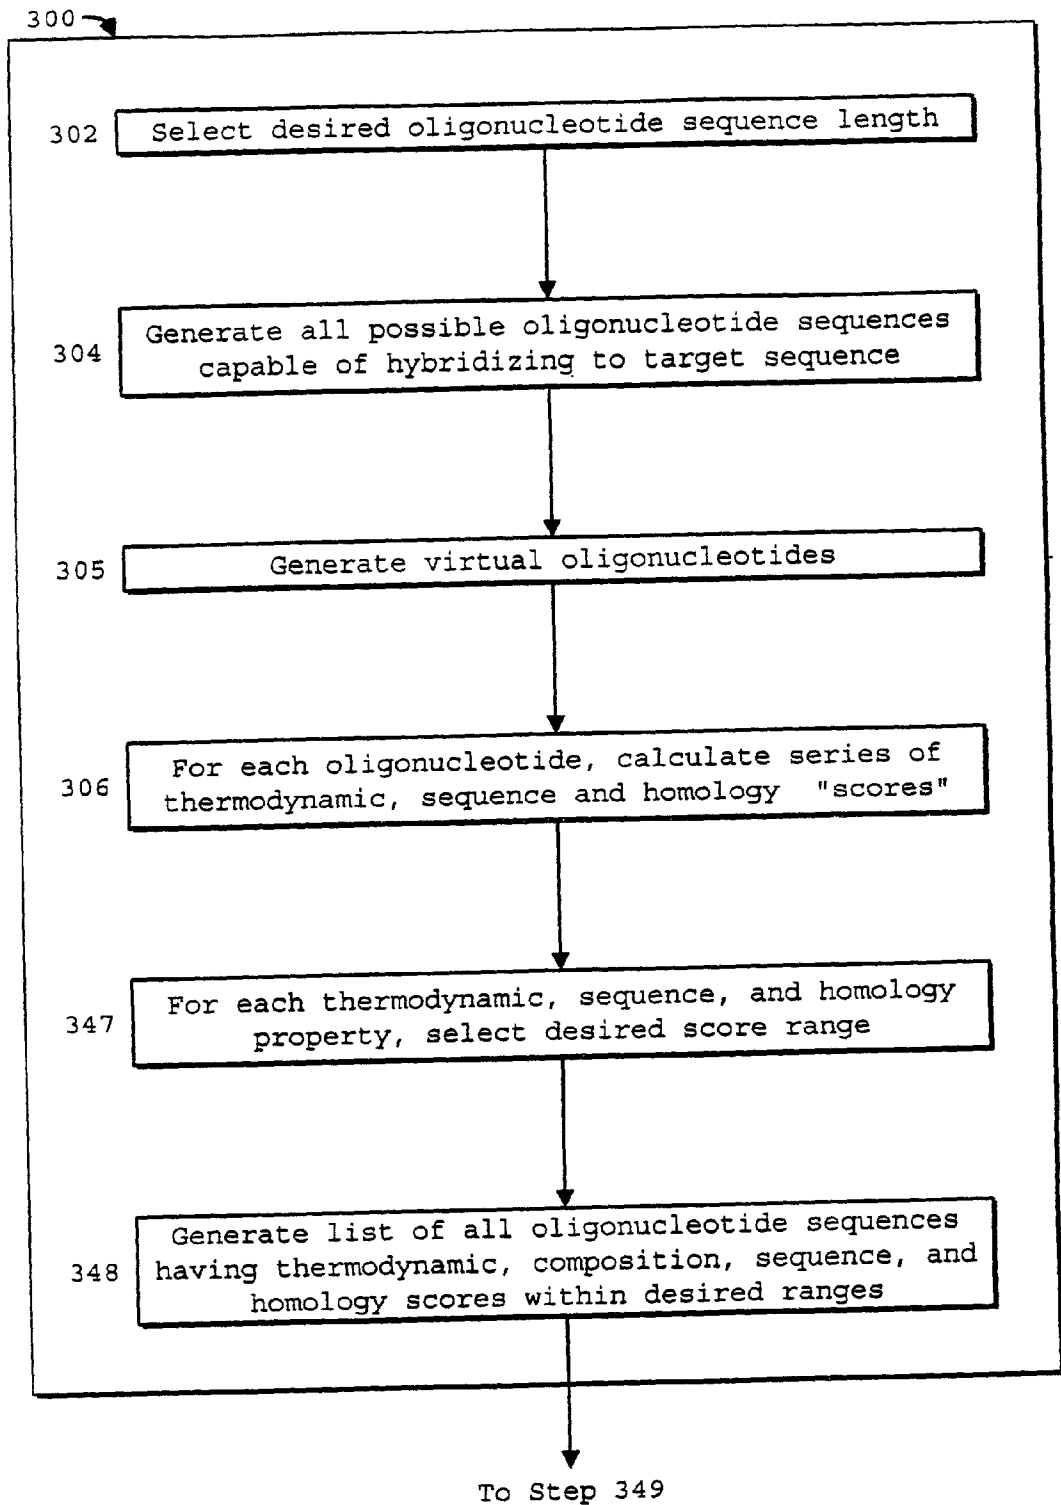 300
302
Select desired oligonucleotide sequence length
304
Generate all possible oligonucleotide sequences
capable of hybridizing to target sequence
305
Generate virtual oligonucleotides
306
For each oligonucleotide, calculate series of
thermodynamic, sequence and homology "scores"
347
For each thermodynamic, sequence, and homology
property, select desired score range
348
Generate list of all oligonucleotide sequences
having thermodynamic, composition, sequence, and
homology scores within desired ranges
To Step 349